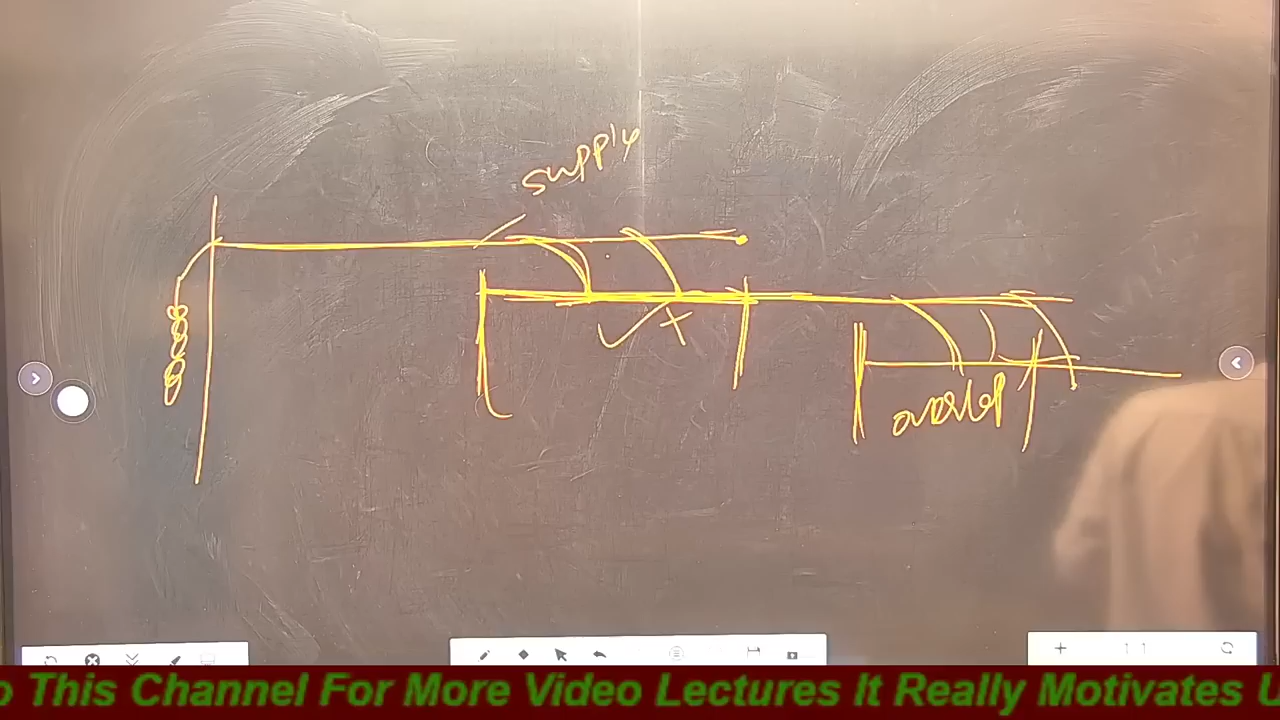 supply
overlap
o This Channel For More Video Lectures It Really Motivates U